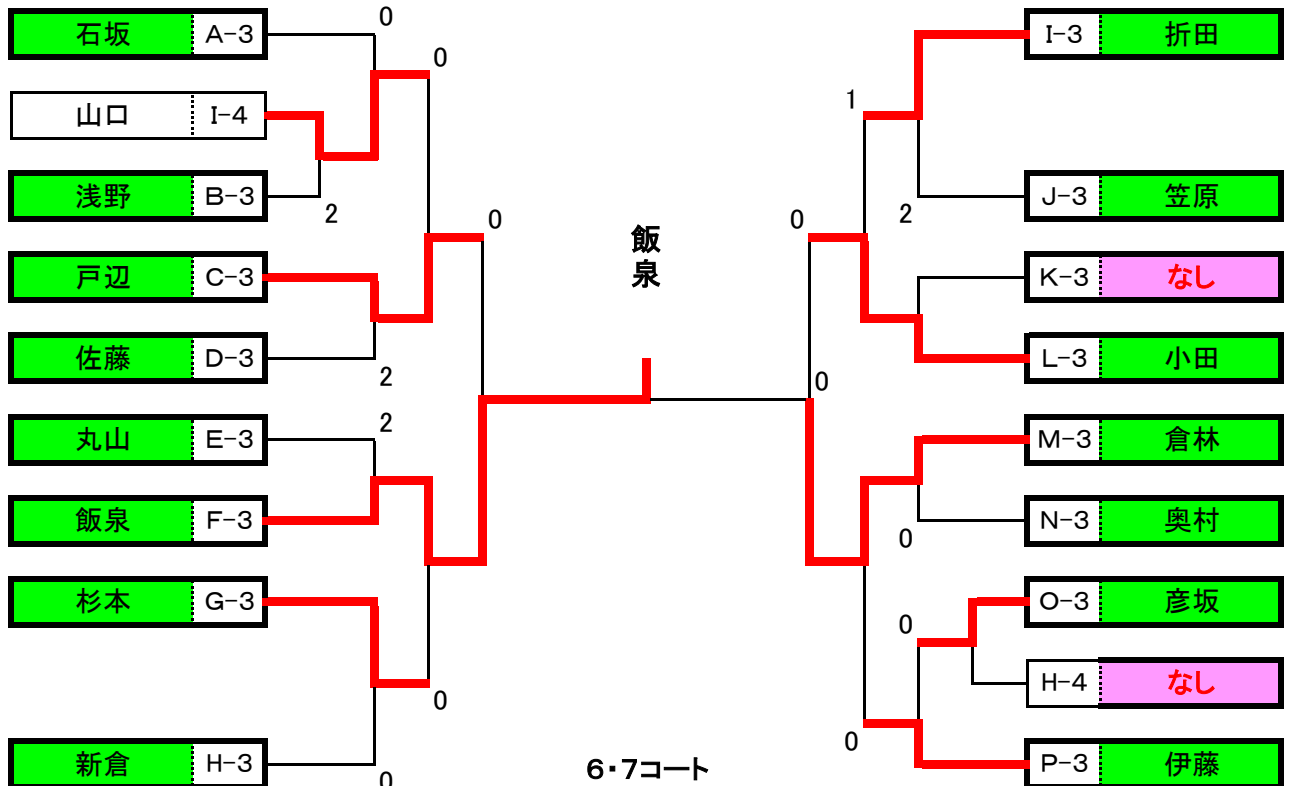 0
石坂 A-3
I-3 折田
0
1
山口 I-4
浅野 B-3
J-3 笠原
2
2
0
飯泉
0
戸辺 C-3
K-3 なし
佐藤 D-3
L-3 小田
2
0
2
丸山 E-3
M-3 倉林
飯泉 F-3
N-3 奥村
0
杉本 G-3
O-3 彦坂
0
H-4 なし
0
0
新倉 H-3
6・7コート
P-3 伊藤
0